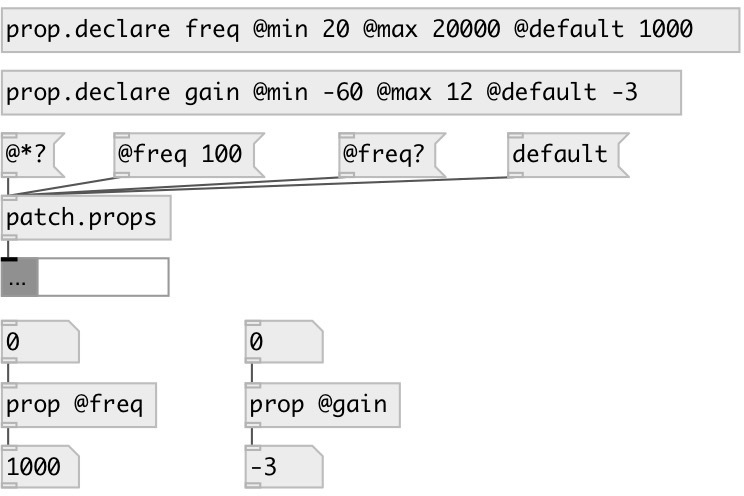 prop.declare freq @min 20 @max 20000 @default 1000
prop.declare gain @min -60 @max 12 @default -3
@*? @freq 100 @freq? default
patch.props
...
0 0
prop @freq prop @gain
1000 -3